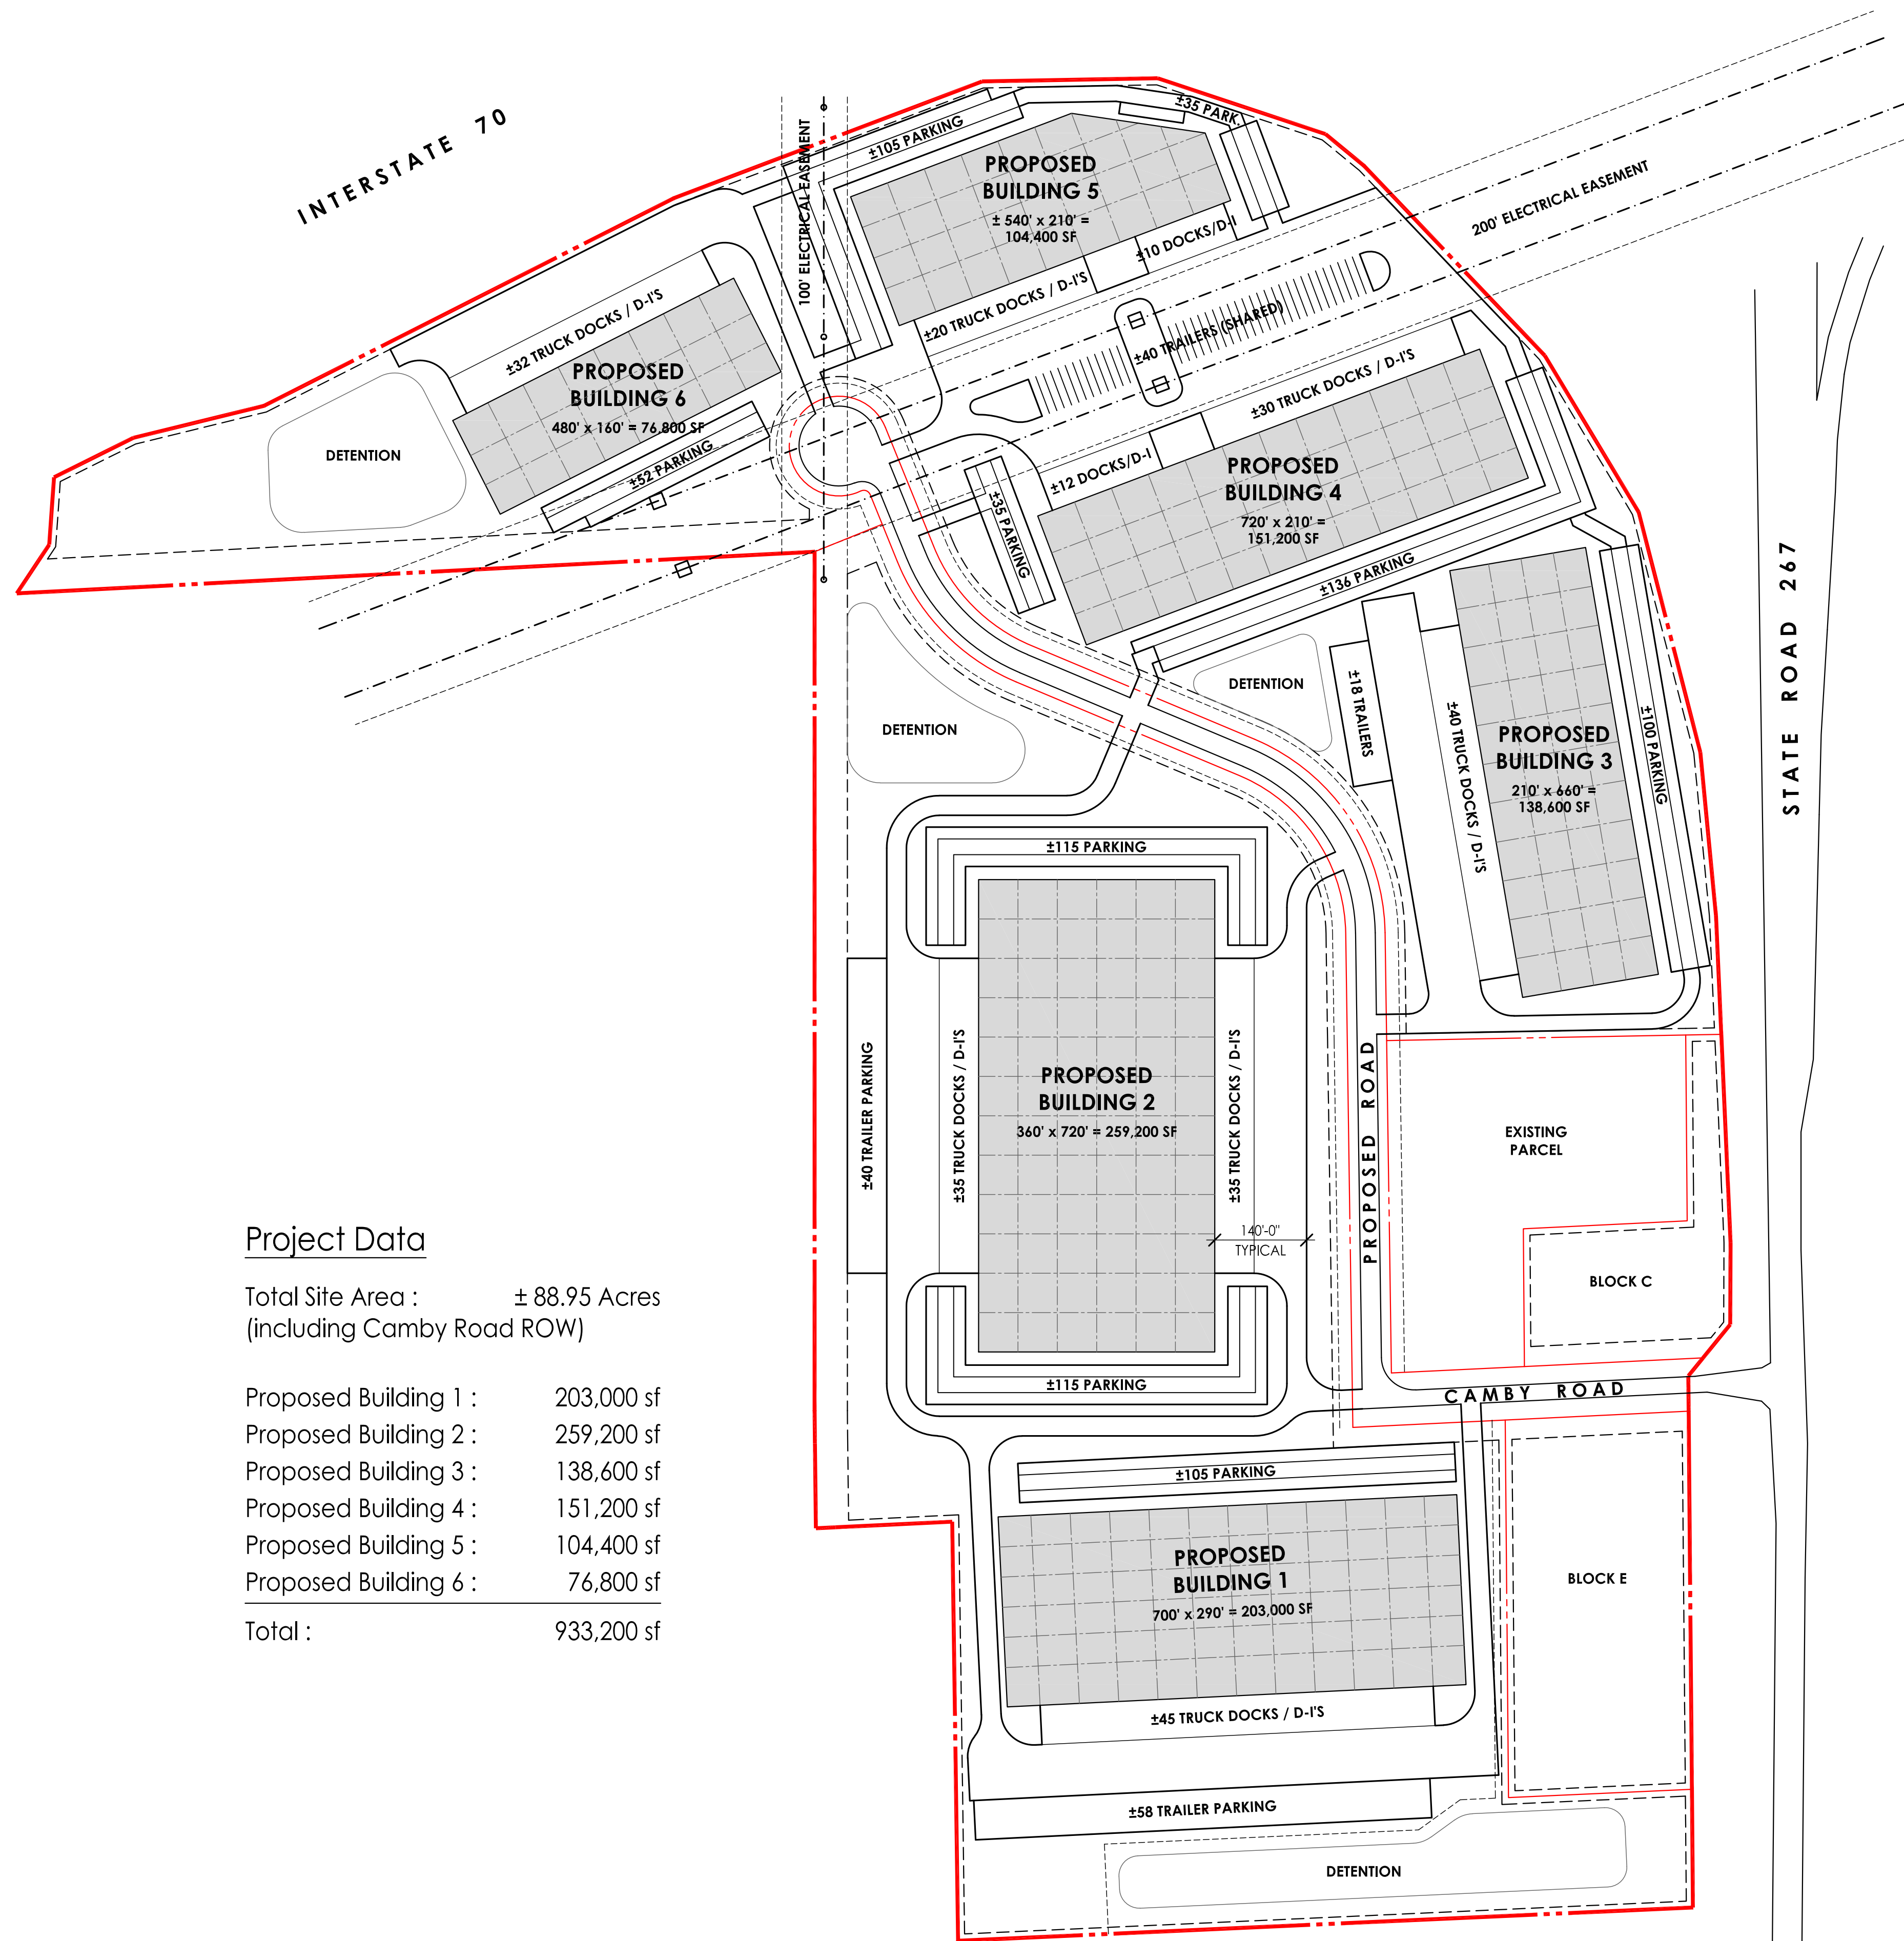 INTERSTATE 70
100' ELECTRICAL EASEMENT
±105 PARKING
±35 PARK.
PROPOSED
BUILDING 5
± 540' x 210' =
104,400 SF
±10 DOCKS/D-I
±20 TRUCK DOCKS / D-I'S
200' ELECTRICAL EASEMENT
±40 TRAILERS (SHARED)
±32 TRUCK DOCKS / D-I'S
PROPOSED
BUILDING 6
480' x 160' = 76,800 SF
±52 PARKING
DETENTION
±30 TRUCK DOCKS / D-I'S
±12 DOCKS/D-I
PROPOSED
BUILDING 4
720' x 210' =
151,200 SF
±35 PARKING
±136 PARKING
DETENTION
DETENTION
±18 TRAILERS
±40 TRUCK DOCKS / D-I'S
PROPOSED
BUILDING 3
210' x 660' =
138,600 SF
±100 PARKING
STATE ROAD 267
±115 PARKING
±40 TRAILER PARKING
±35 TRUCK DOCKS / D-I'S
PROPOSED
BUILDING 2
360' x 720' = 259,200 SF
±35 TRUCK DOCKS / D-I'S
140'-0"
TYPICAL
PROPOSED ROAD
EXISTING
PARCEL
BLOCK C
±115 PARKING
CAMBY ROAD
±105 PARKING
PROPOSED
BUILDING 1
700' x 290' = 203,000 SF
BLOCK E
±45 TRUCK DOCKS / D-I'S
±58 TRAILER PARKING
DETENTION
Project Data
Total Site Area : ± 88.95 Acres
(including Camby Road ROW)
Proposed Building 1 : 203,000 sf
Proposed Building 2 : 259,200 sf
Proposed Building 3 : 138,600 sf
Proposed Building 4 : 151,200 sf
Proposed Building 5 : 104,400 sf
Proposed Building 6 : 76,800 sf
Total : 933,200 sf